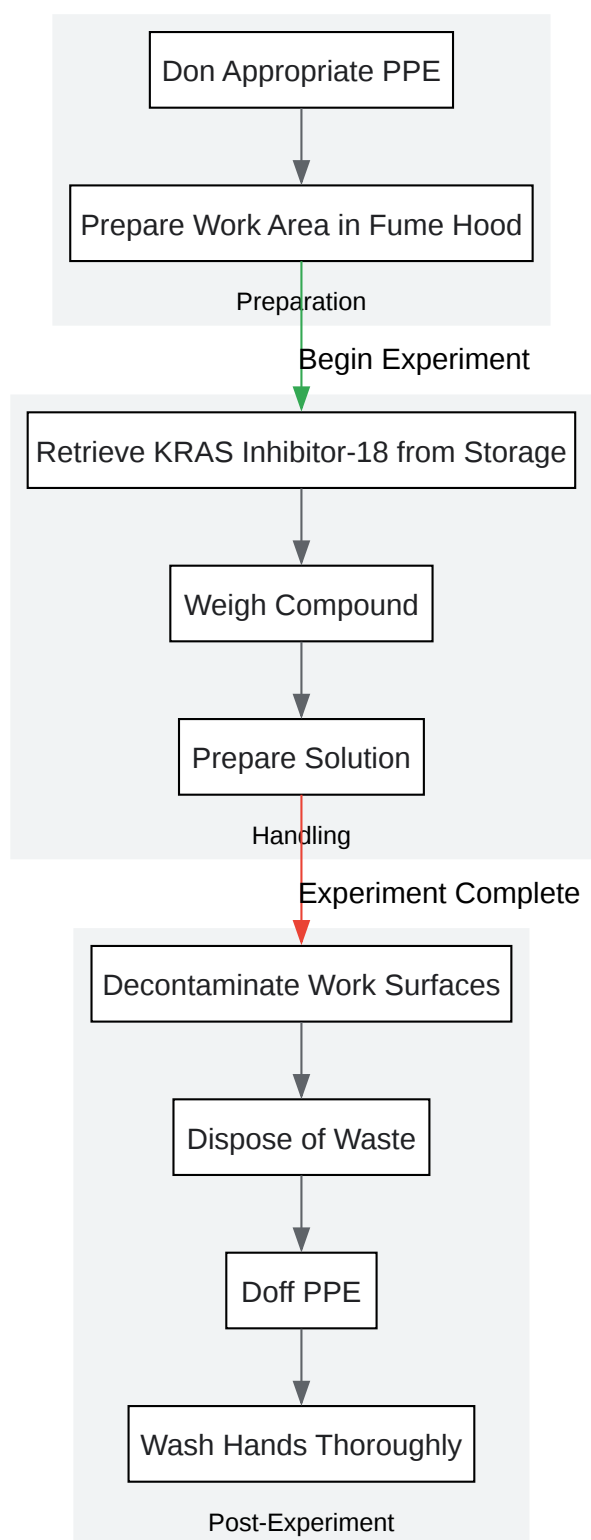 Don Appropriate PPE
Prepare Work Area in Fume Hood
Preparation
Begin Experiment
Retrieve KRAS Inhibitor-18 from Storage
Weigh Compound
Prepare Solution
Handling
Experiment Complete
Decontaminate Work Surfaces
Dispose of Waste
Doff PPE
Wash Hands Thoroughly
Post-Experiment